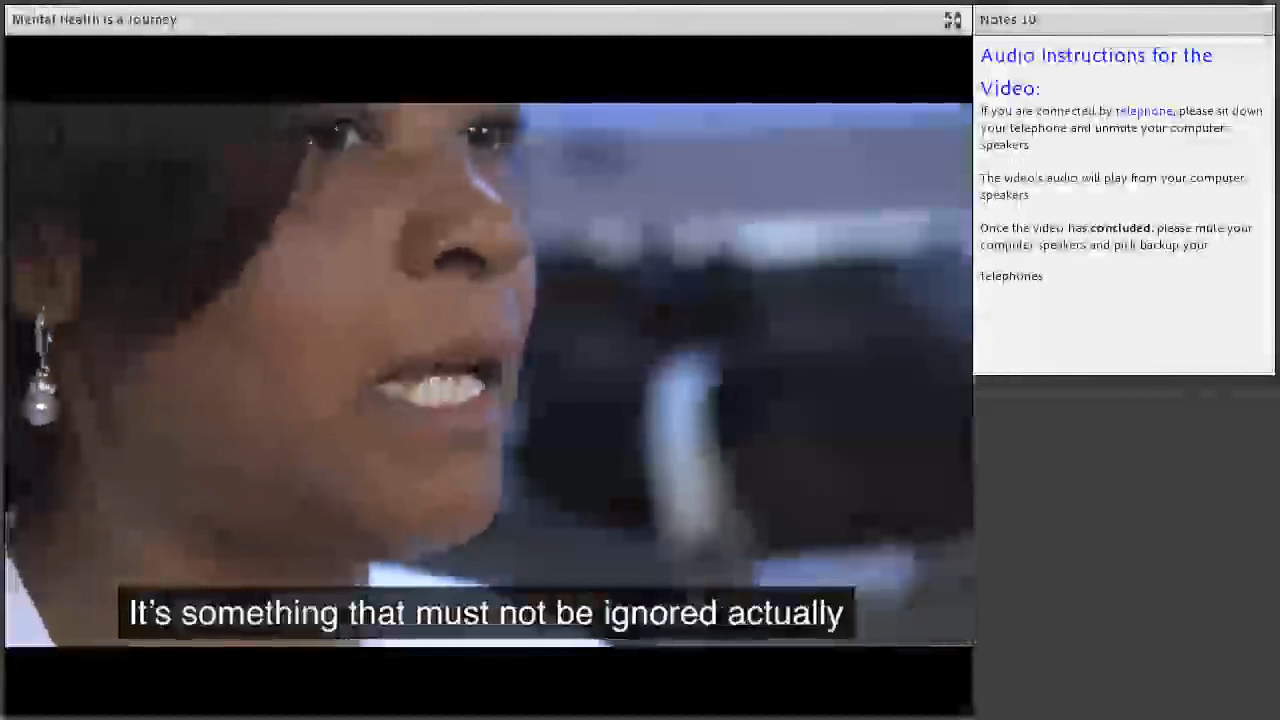 Mental Health is a Journey
Notes 10
Audio Instructions for the
Video:
If you are connected by telephone, please sit down
your telephone and unmute your computer
speakers
The video's audio will play from your computer
speakers
Once the video has concluded, please mute your
computer speakers and pick backup your
telephones
It's something that must not be ignored actually